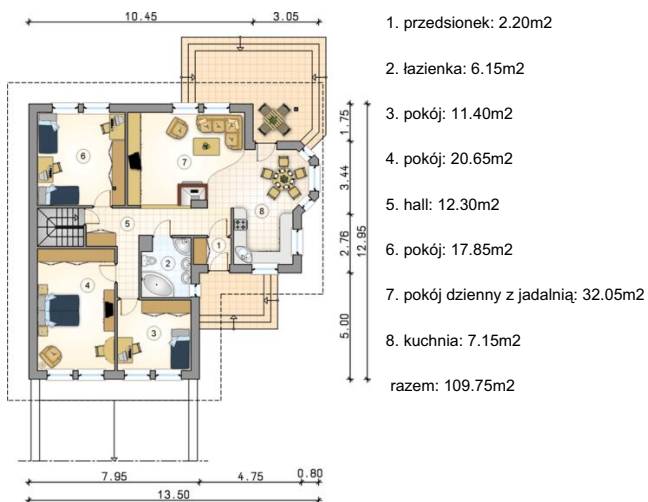 10.45
3.05
1. przedsionek: 2.20m2
2. łazienka: 6.15m2
3. pokój: 11.40m2
4. pokój: 20.65m2
5. hall: 12.30m2
6. pokój: 17.85m2
7. pokój dzienny z jadalnią: 32.05m2
8. kuchnia: 7.15m2
razem: 109.75m2
1.75
3.44
2.76
12.95
5.00
6
7
8
5
1
2
4
3
7.95
4.75
0.80
13.50